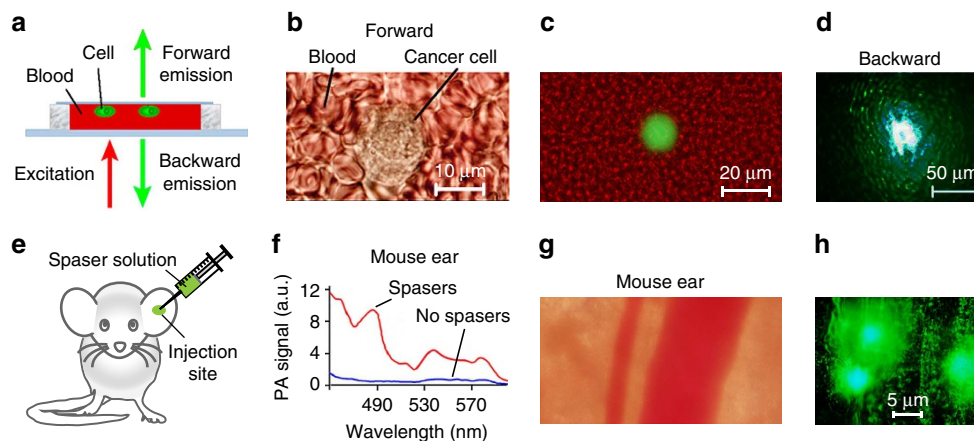 a
Cell
Blood
Forward
emission
Excitation
Backward
emission
b
Forward
Blood
Cancer cell
10 μm
c
20 μm
d
Backward
50 μm
e
Spaser solution
Injection
site
f
Mouse ear
12
8
4
0
PA signal (a.u.)
Spasers
No spasers
490
530
570
Wavelength (nm)
g
Mouse ear
h
5 μm